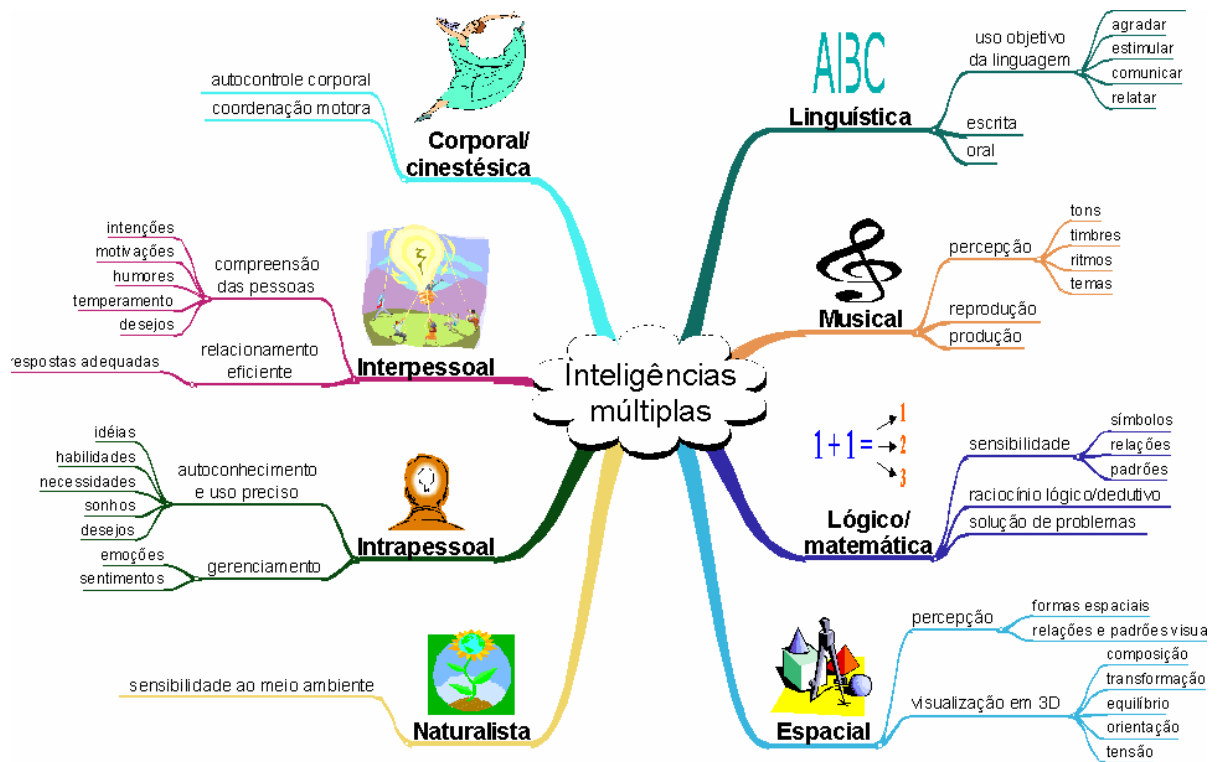 Inteligências
múltiplas
ABC
Linguística
uso objetivo
da linguagem
agradar
estimular
comunicar
relatar
escrita
oral
Musical
percepção
tons
timbres
ritmos
temas
reprodução
produção
1+1=
1
2
3
Lógico/
matemática
sensibilidade
símbolos
relações
padrões
raciocínio lógico/dedutivo
solução de problemas
Espacial
percepção
formas espaciais
relações e padrões visua
visualização em 3D
composição
transformação
equilíbrio
orientação
tensão
Corporal/
cinestésica
autocontrole corporal
coordenação motora
Interpessoal
compreensão
das pessoas
intenções
motivações
humores
temperamento
desejos
relacionamento
eficiente
respostas adequadas
Intrapessoal
autoconhecimento
e uso preciso
idéias
habilidades
necessidades
sonhos
desejos
gerenciamento
emoções
sentimentos
Naturalista
sensibilidade ao meio ambiente